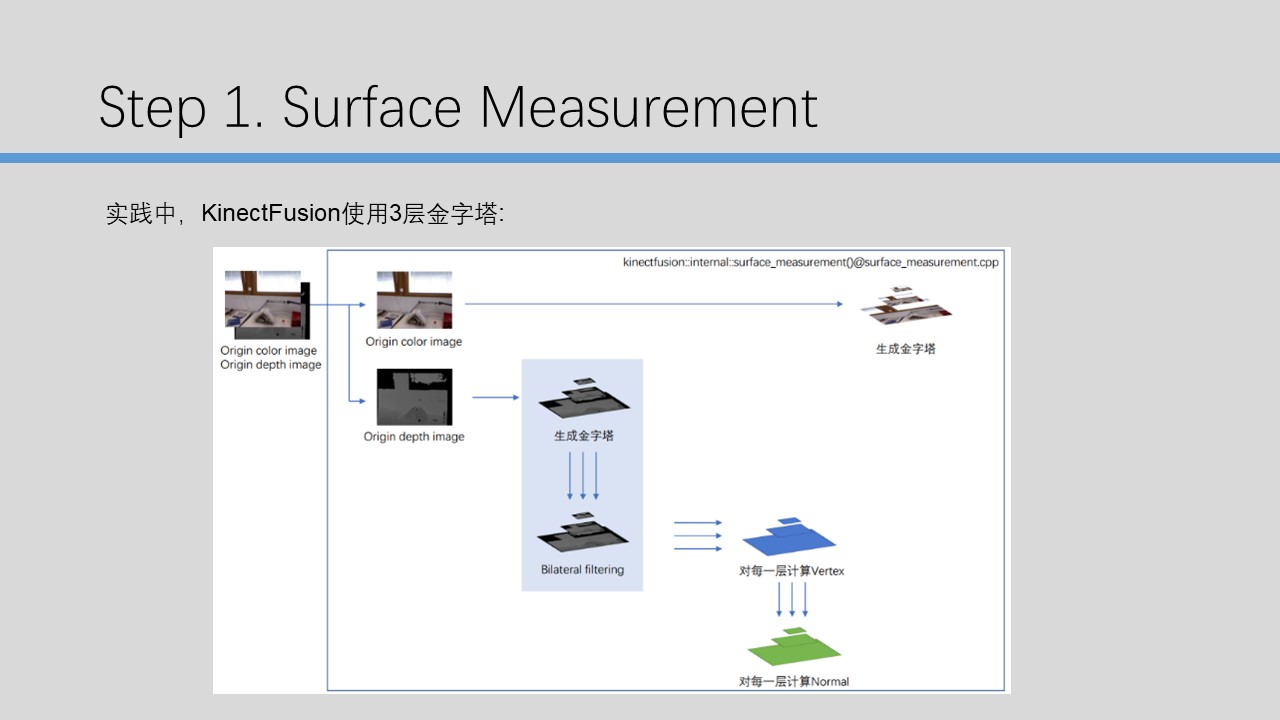 Step 1. Surface Measurement
实践中，KinectFusion使用3层金字塔:
kinectfusion::internal::surface_measurement()@surface_measurement.cpp
Origin color image
Origin depth image
Origin color image
生成金字塔
Origin depth image
生成金字塔
Bilateral filtering
对每一层计算Vertex
对每一层计算Normal